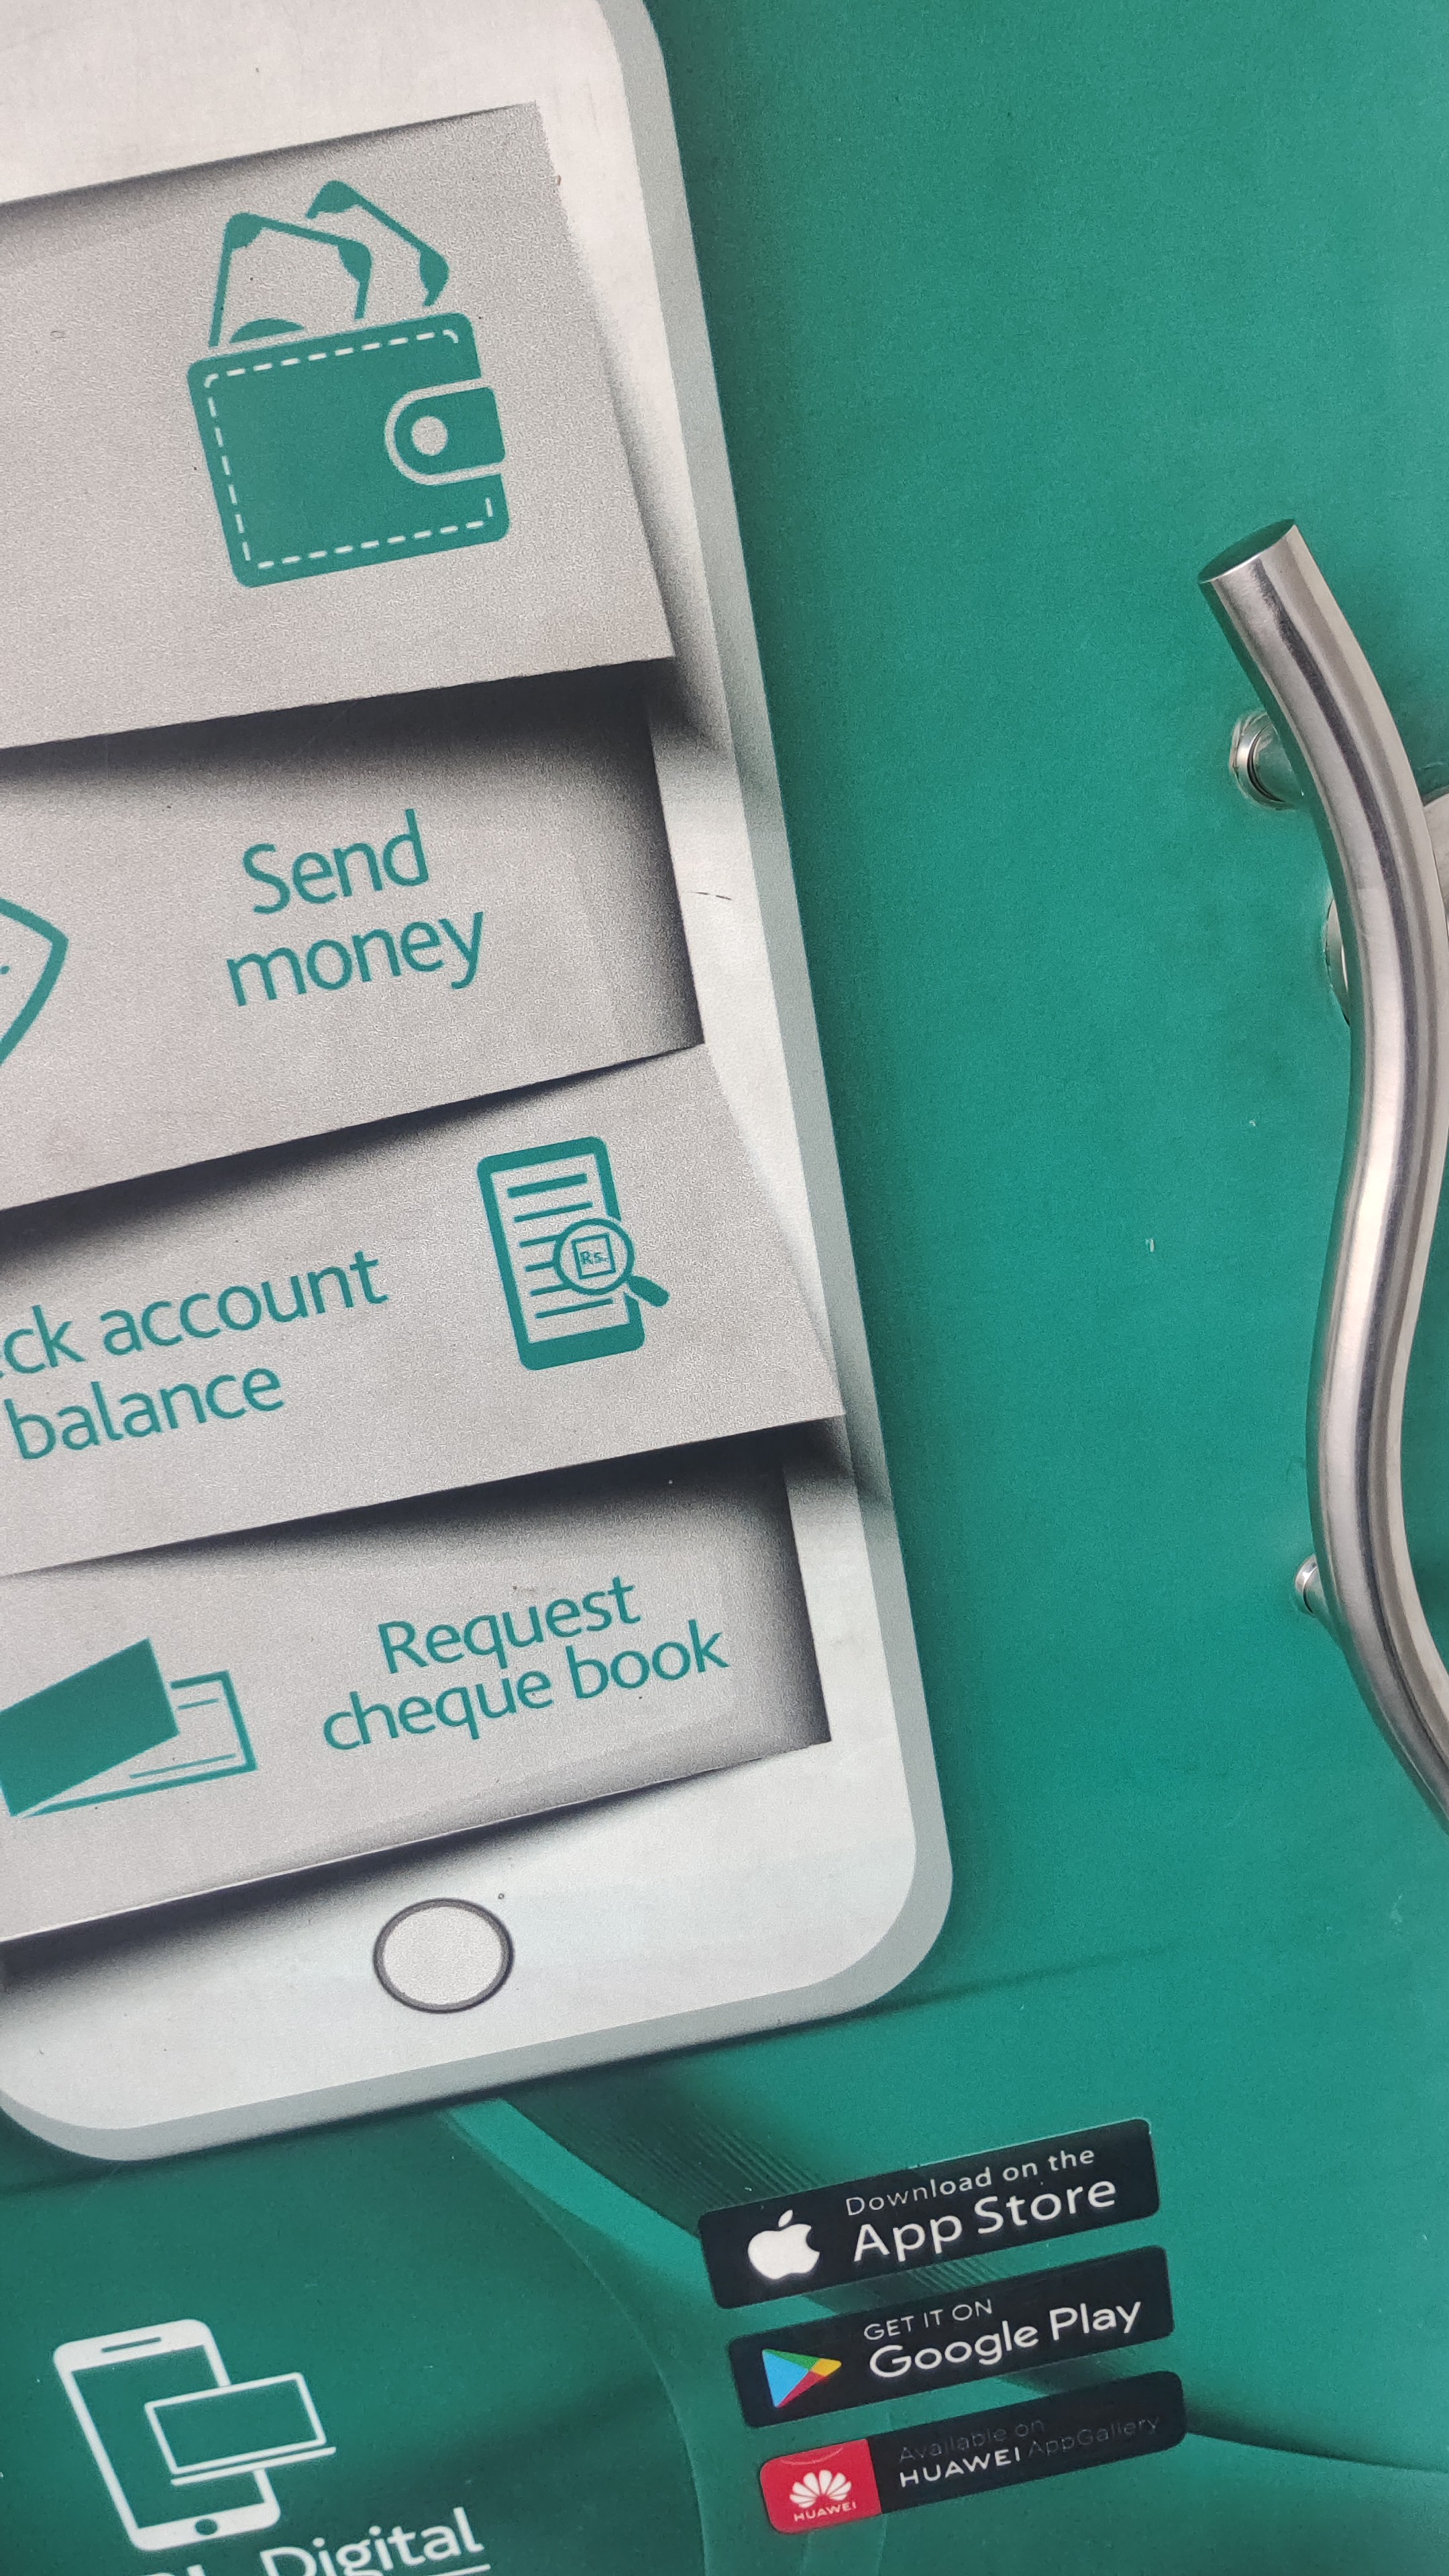 Send
money
Rs.
ck account
balance
Request
cheque book
Download on the
App Store
GET IT ON
Google Play
Available on
HUAWEI AppGallery
HUAWEI
Digital